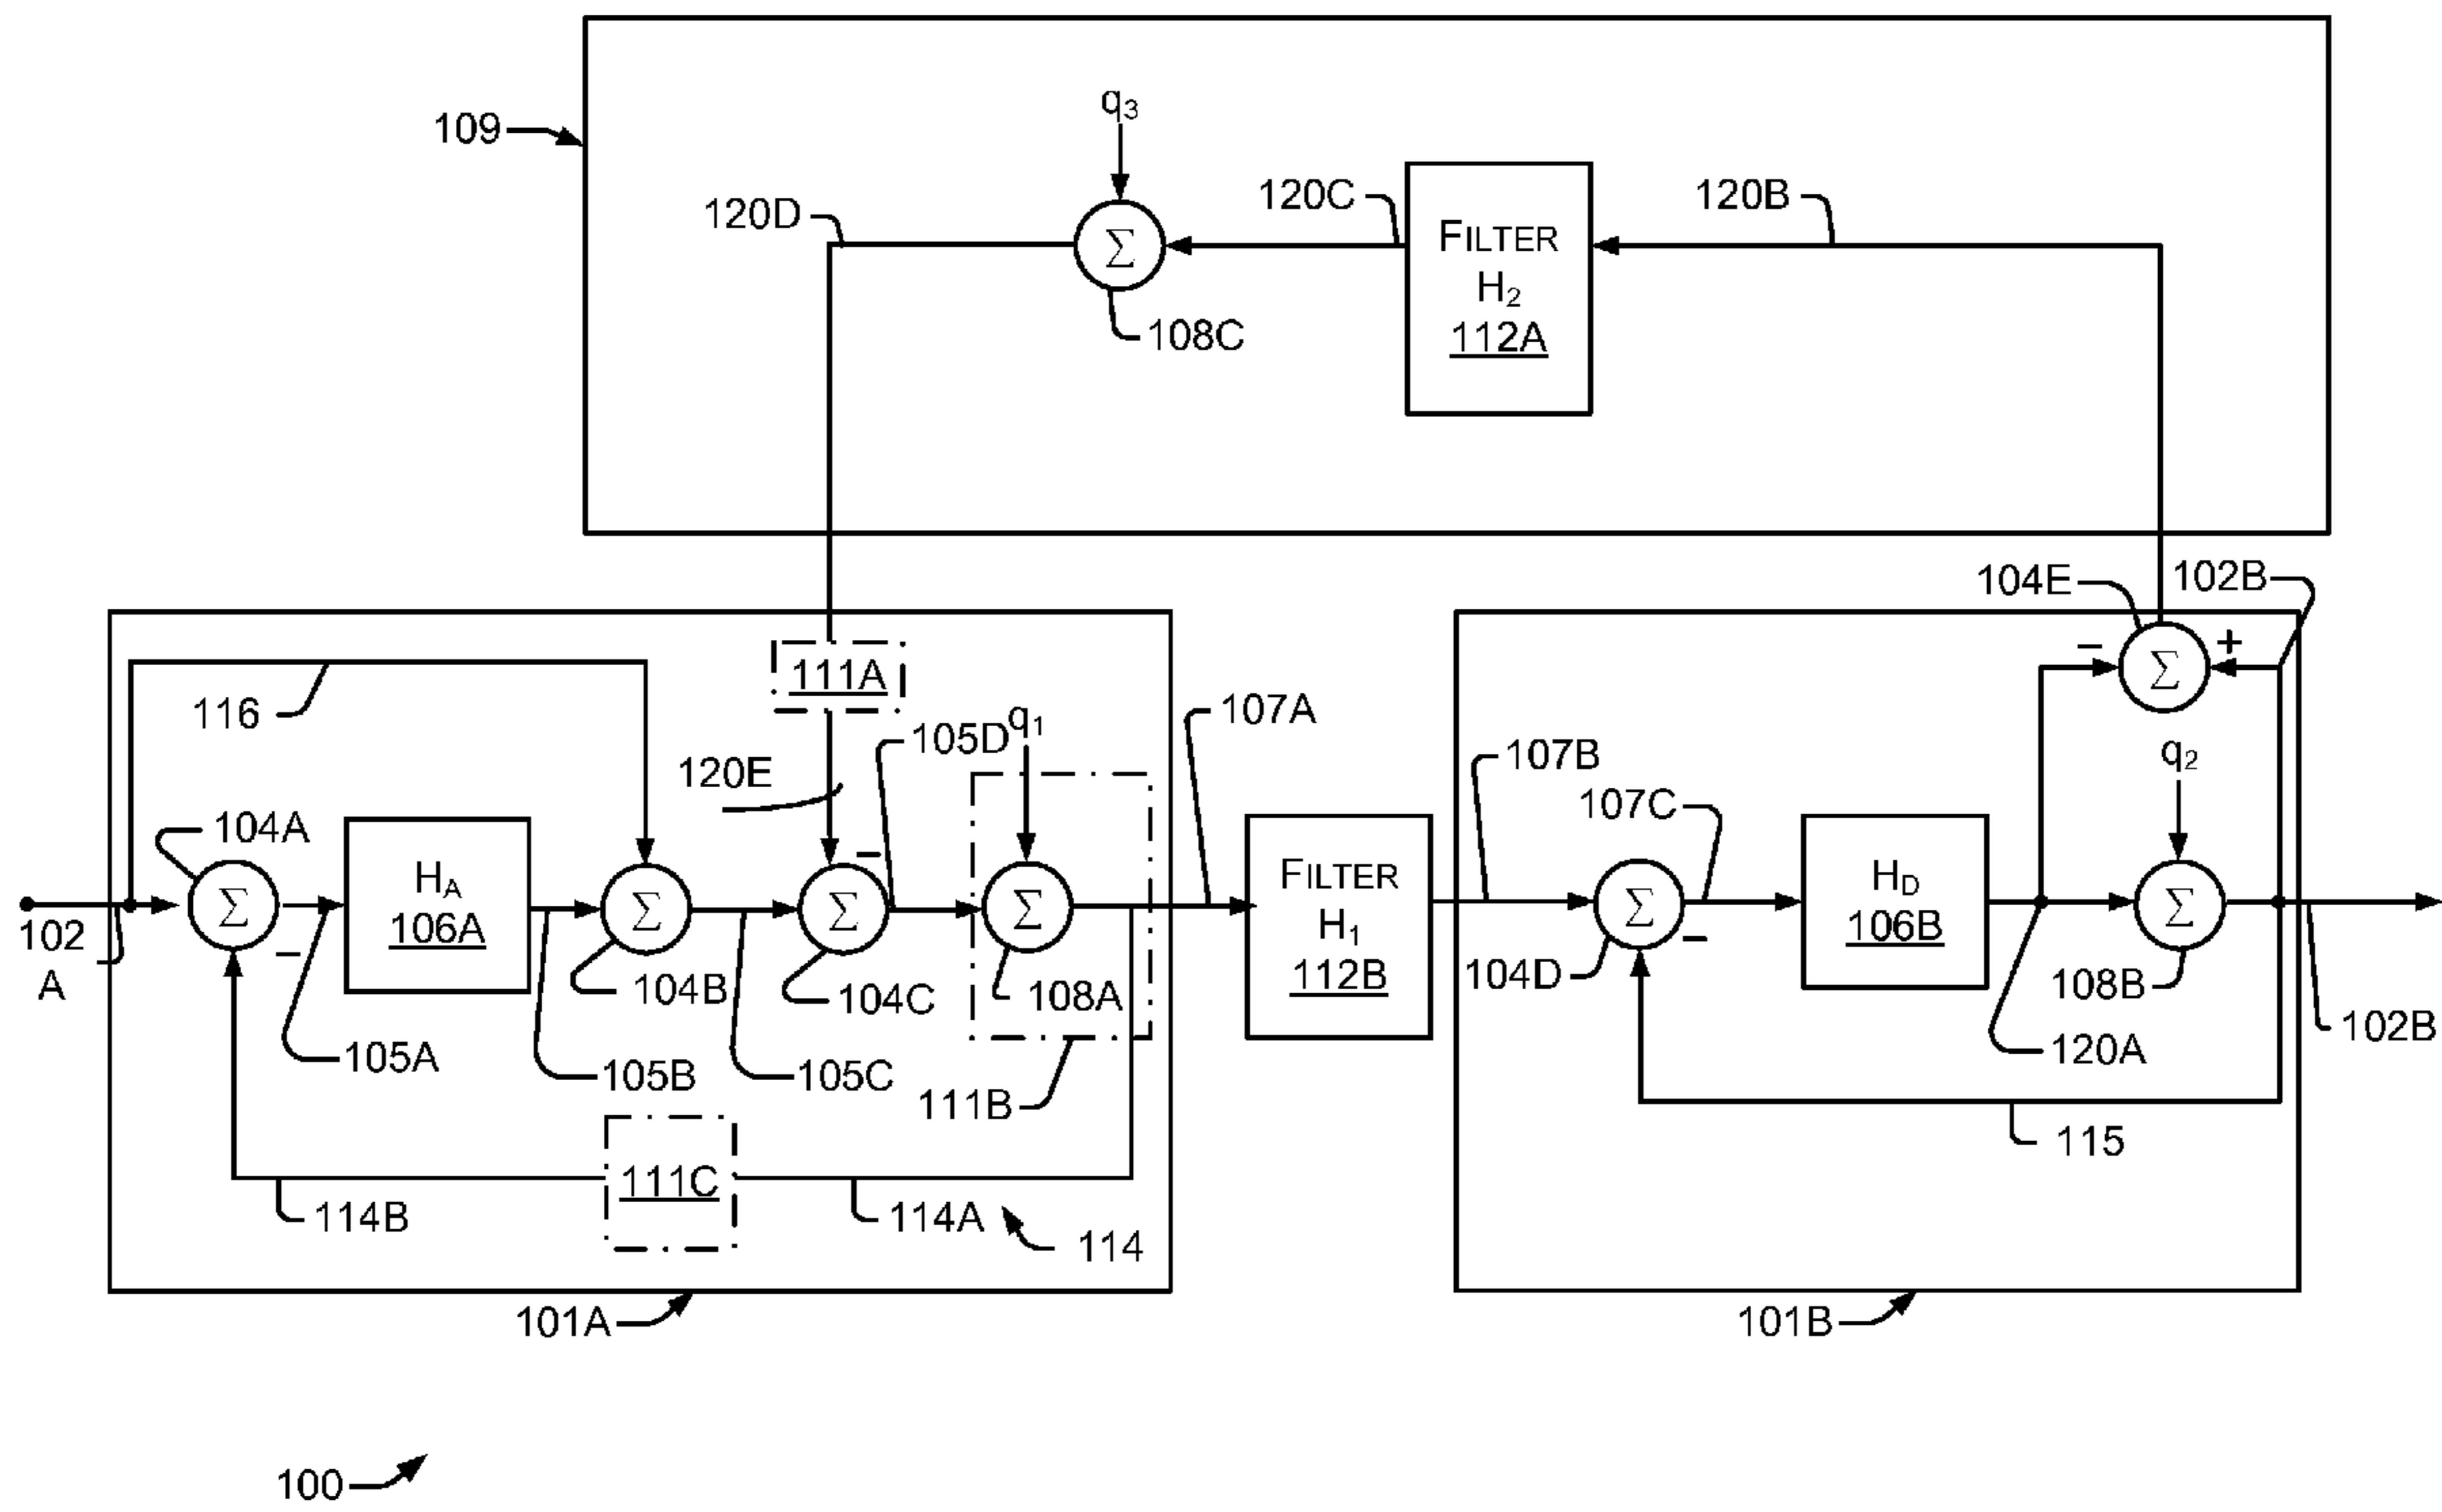 q₃
109
120D
120C
120B
FILTER
H₂
112A
Σ
108C
104E
102B
111A
116
105D
q₁
107A
Σ
-
+
120E
107B
q₂
104A
107C
-
Hₐ
106A
FILTER
H₁
112B
H_D
106B
Σ
Σ
Σ
Σ
Σ
Σ
102
A
-
-
104B
104C
108A
104D
108B
102B
105A
105B
105C
111B
120A
115
111C
114B
114A
114
101A
101B
100